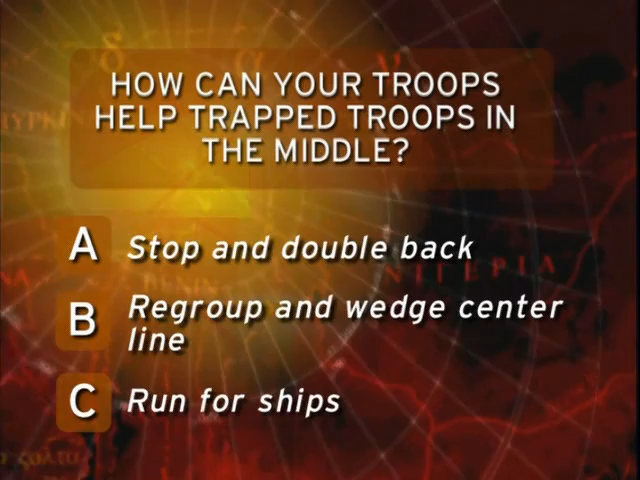 HOW CAN YOUR TROOPS
HELP TRAPPED TROOPS IN
THE MIDDLE?
A Stop and double back
B Regroup and wedge center
line
C Run for ships